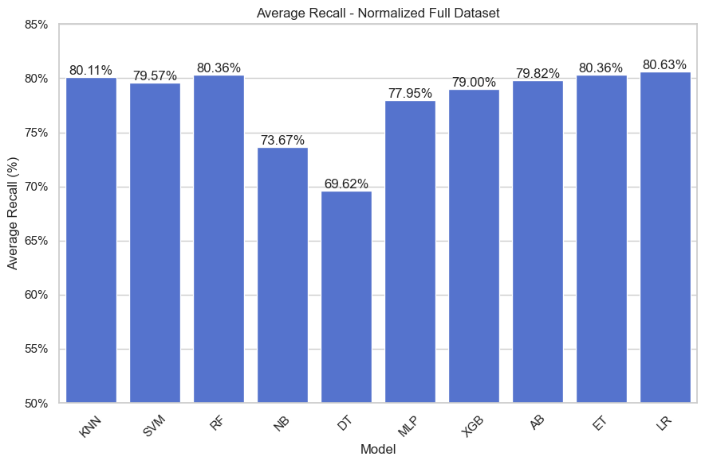 Average Recall - Normalized Full Dataset
Average Recall (%)
85%
80%
75%
70%
65%
60%
55%
50%
80.11%
79.57%
80.36%
73.67%
69.62%
77.95%
79.00%
79.82%
80.36%
80.63%
KNN
SVM
RF
NB
DT
MLP
XGB
AB
ET
LR
Model